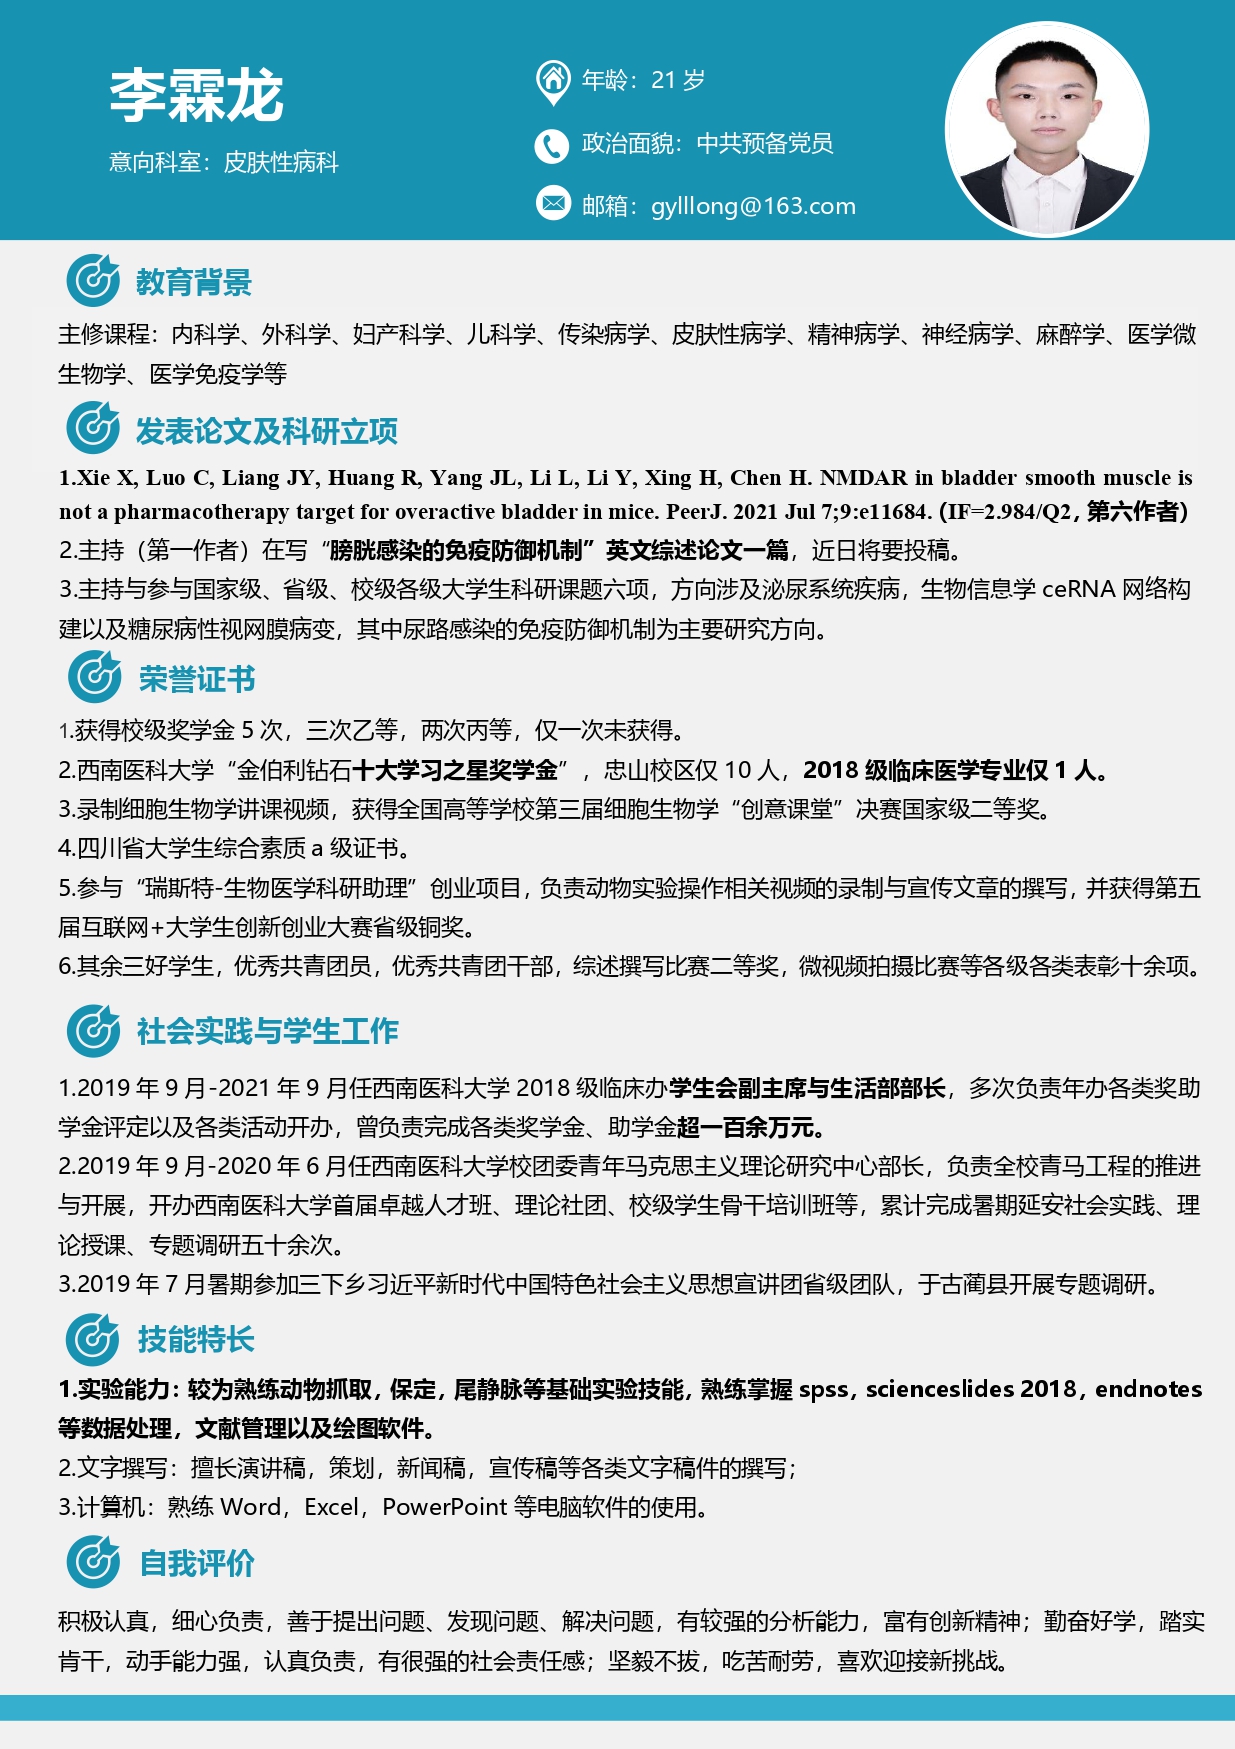 李霖龙
意向科室：皮肤性病科
年龄：21 岁
政治面貌：中共预备党员
邮箱：gylllong@163.com
教育背景
主修课程：内科学、外科学、妇产科学、儿科学、传染病学、皮肤性病学、精神病学、神经病学、麻醉学、医学微
生物学、医学免疫学等
发表论文及科研立项
1.Xie X, Luo C, Liang JY, Huang R, Yang JL, Li L, Li Y, Xing H, Chen H. NMDAR in bladder smooth muscle is
not a pharmacotherapy target for overactive bladder in mice. PeerJ. 2021 Jul 7;9:e11684.（IF=2.984/Q2，第六作者）
2.主持（第一作者）在写“膀胱感染的免疫防御机制”英文综述论文一篇，近日将要投稿。
3.主持与参与国家级、省级、校级各级大学生科研课题六项，方向涉及泌尿系统疾病，生物信息学 ceRNA 网络构
建以及糖尿病性视网膜病变，其中尿路感染的免疫防御机制为主要研究方向。
荣誉证书
1.获得校级奖学金 5 次，三次乙等，两次丙等，仅一次未获得。
2.西南医科大学“金伯利钻石十大学习之星奖学金”，忠山校区仅 10 人，2018 级临床医学专业仅 1 人。
3.录制细胞生物学讲课视频，获得全国高等学校第三届细胞生物学“创意课堂”决赛国家级二等奖。
4.四川省大学生综合素质 a 级证书。
5.参与“瑞斯特-生物医学科研助理”创业项目，负责动物实验操作相关视频的录制与宣传文章的撰写，并获得第五
届互联网+大学生创新创业大赛省级铜奖。
6.其余三好学生，优秀共青团员，优秀共青团干部，综述撰写比赛二等奖，微视频拍摄比赛等各级各类表彰十余项。
社会实践与学生工作
1.2019 年 9 月-2021 年 9 月任西南医科大学 2018 级临床办学生会副主席与生活部部长，多次负责年办各类奖助
学金评定以及各类活动开办，曾负责完成各类奖学金、助学金超一百余万元。
2.2019 年 9 月-2020 年 6 月任西南医科大学校团委青年马克思主义理论研究中心部长，负责全校青马工程的推进
与开展，开办西南医科大学首届卓越人才班、理论社团、校级学生骨干培训班等，累计完成暑期延安社会实践、理
论授课、专题调研五十余次。
3.2019 年 7 月暑期参加三下乡习近平新时代中国特色社会主义思想宣讲团省级团队，于古蔺县开展专题调研。
技能特长
1.实验能力：较为熟练动物抓取，保定，尾静脉等基础实验技能，熟练掌握 spss，scienceslides 2018，endnotes
等数据处理，文献管理以及绘图软件。
2.文字撰写：擅长演讲稿，策划，新闻稿，宣传稿等各类文字稿件的撰写；
3.计算机：熟练 Word，Excel，PowerPoint 等电脑软件的使用。
自我评价
积极认真，细心负责，善于提出问题、发现问题、解决问题，有较强的分析能力，富有创新精神；勤奋好学，踏实
肯干，动手能力强，认真负责，有很强的社会责任感；坚毅不拔，吃苦耐劳，喜欢迎接新挑战。